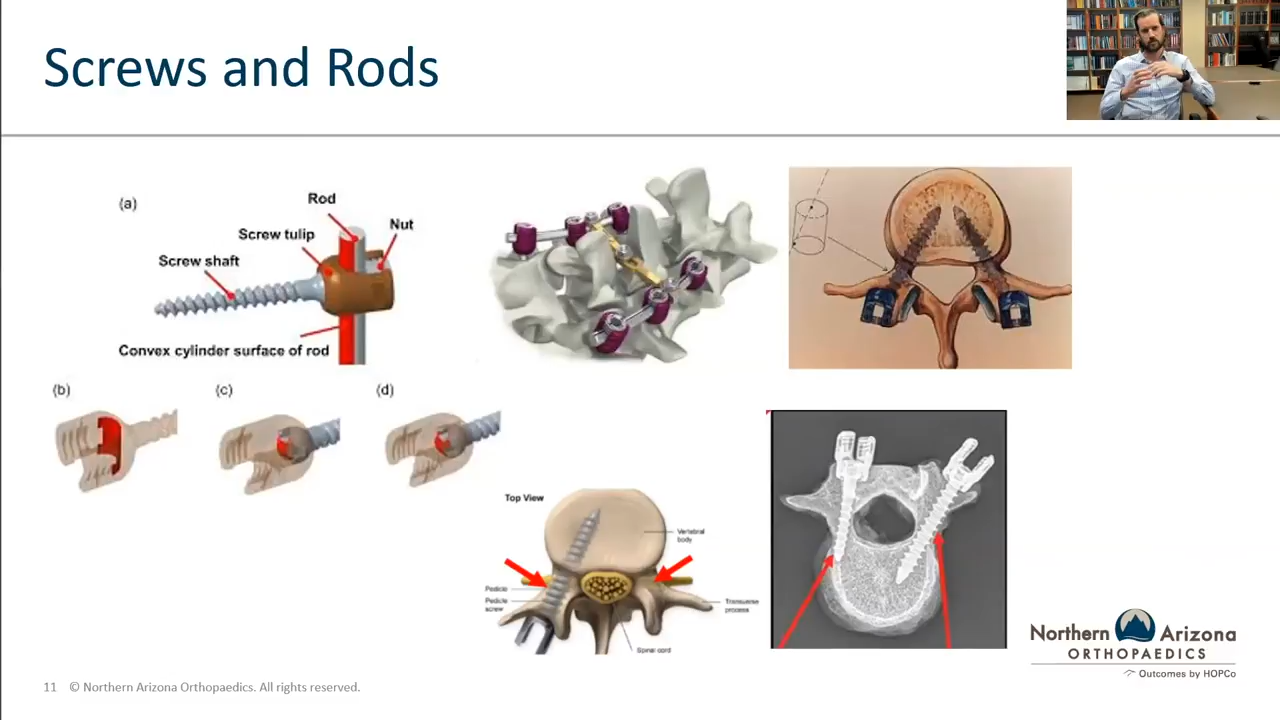 Screws and Rods
(a)
Rod
Nut
Screw tulip
Screw shaft
Convex cylinder surface of rod
(b)
(c)
(d)
Top View
Vertebral
body
Pedicle
Pedicle
screw
Transverse
process
Spinal cord
Northern Arizona
ORTHOPAEDICS
Outcomes by HOPCo
11 © Northern Arizona Orthopaedics. All rights reserved.